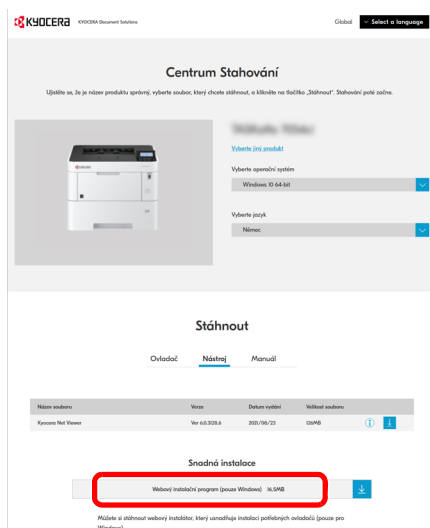 KYOCERA KYOCERA Document Solutions Global Select a language
Centrum Stahování
Ujistěte se, že je název produktu správný, vyberte soubor, který chcete stáhnout, a klikněte na tlačítko „Stáhnout". Stahování poté začne.
Vyberte jiný produkt
Vyberte operační systém
Windows 10 64-bit
Vyberte jazyk
Němec
Stáhnout
Ovladač Nástroj Manuál
Název souboru Verze Datum vydání Velikost souboru
Kyocera Net Viewer Ver 6.0.3128.6 2021/08/23 126MB
Snadná instalace
Webový instalační program (pouze Windows) 16.5MB
Můžete si stáhnout webový instalátor, který usnadňuje instalaci potřebných ovladačů (pouze pro
Windows)